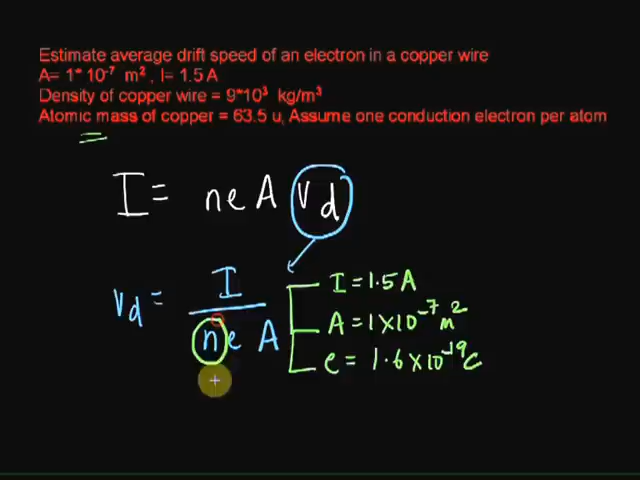 Estimate average drift speed of an electron in a copper wire
A= 1* 10⁻⁷ m² , I= 1.5 A
Density of copper wire = 9*10³ kg/m³
Atomic mass of copper = 63.5 u, Assume one conduction electron per atom
I = neA vd
vd = I / neA
I = 1.5 A
A = 1×10⁻⁷ m²
e = 1.6×10⁻¹⁹ C